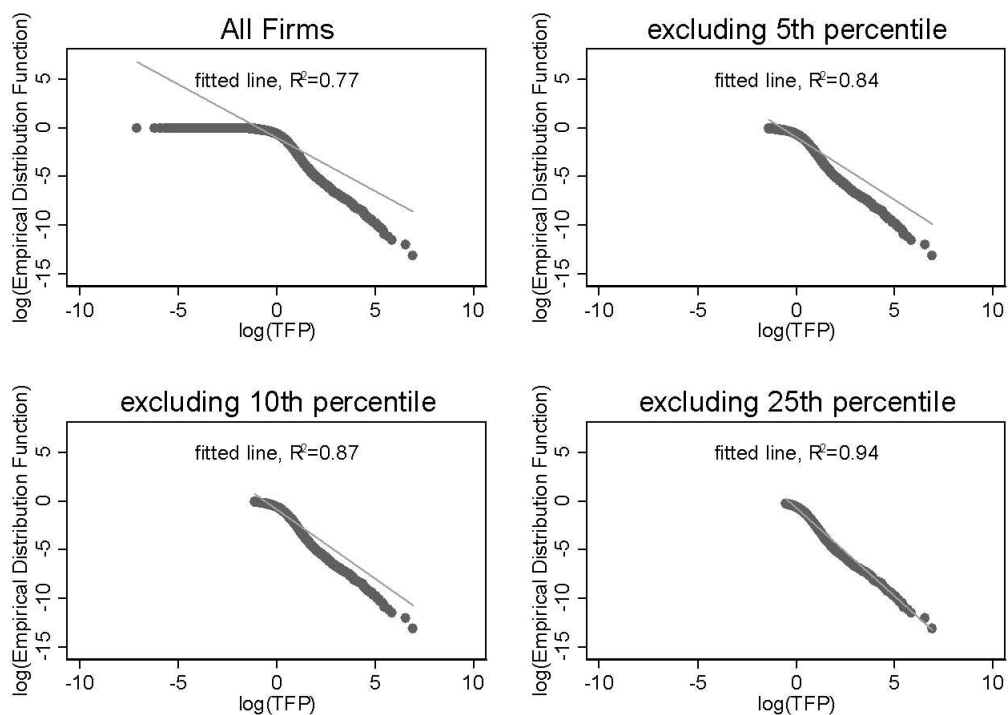 All Firms
fitted line, R²=0.77
log(Empirical Distribution Function)
5
0
-5
-10
-15
-10
-5
0
5
10
log(TFP)
excluding 5th percentile
fitted line, R²=0.84
log(Empirical Distribution Function)
5
0
-5
-10
-15
-10
-5
0
5
10
log(TFP)
excluding 10th percentile
fitted line, R²=0.87
log(Empirical Distribution Function)
5
0
-5
-10
-15
-10
-5
0
5
10
log(TFP)
excluding 25th percentile
fitted line, R²=0.94
log(Empirical Distribution Function)
5
0
-5
-10
-15
-10
-5
0
5
10
log(TFP)